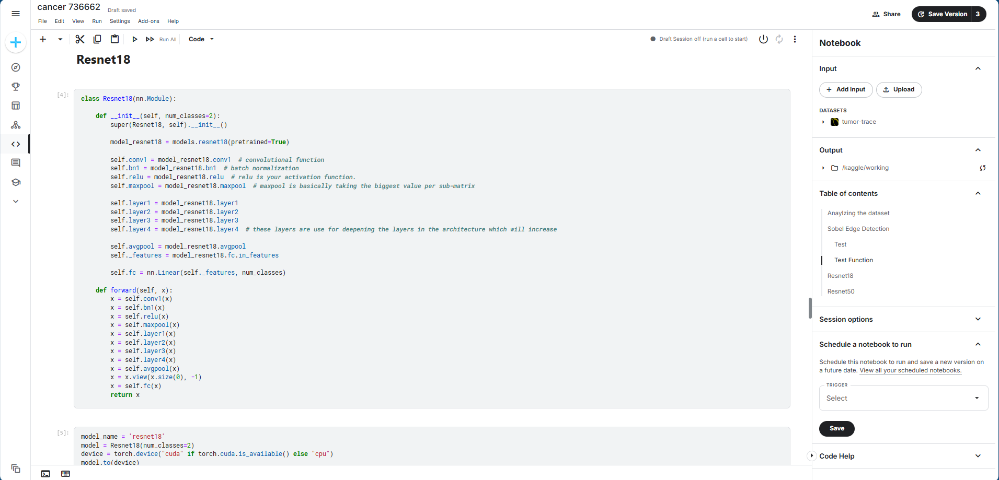 cancer 736662 Draft saved
File Edit View Run Settings Add-ons Help
Share
Save Version 3
Run All Code
Draft Session off (run a cell to start)
Resnet18
[4]:
class Resnet18(nn.Module):
def __init__(self, num_classes=2):
super(Resnet18, self).__init__()
model_resnet18 = models.resnet18(pretrained=True)
self.conv1 = model_resnet18.conv1 # convolutional function
self.bn1 = model_resnet18.bn1 # batch normalization
self.relu = model_resnet18.relu # relu is your activation function.
self.maxpool = model_resnet18.maxpool # maxpool is basically taking the biggest value per sub-matrix
self.layer1 = model_resnet18.layer1
self.layer2 = model_resnet18.layer2
self.layer3 = model_resnet18.layer3
self.layer4 = model_resnet18.layer4 # these layers are use for deepening the layers in the architecture which will increase
self.avgpool = model_resnet18.avgpool
self._features = model_resnet18.fc.in_features
self.fc = nn.Linear(self._features, num_classes)
def forward(self, x):
x = self.conv1(x)
x = self.bn1(x)
x = self.relu(x)
x = self.maxpool(x)
x = self.layer1(x)
x = self.layer2(x)
x = self.layer3(x)
x = self.layer4(x)
x = self.avgpool(x)
x = x.view(x.size(0), -1)
x = self.fc(x)
return x
[5]:
model_name = 'resnet18'
model = Resnet18(num_classes=2)
device = torch.device("cuda" if torch.cuda.is_available() else "cpu")
model.to(device)
Notebook
Input
+ Add Input
Upload
DATASETS
tumor-trace
Output
/kaggle/working
Table of contents
Anaylzing the dataset
Sobel Edge Detection
Test
Test Function
Resnet18
Resnet50
Session options
Schedule a notebook to run
Schedule this notebook to run and save a new version on
a future date. View all your scheduled notebooks.
TRIGGER
Select
Save
Code Help